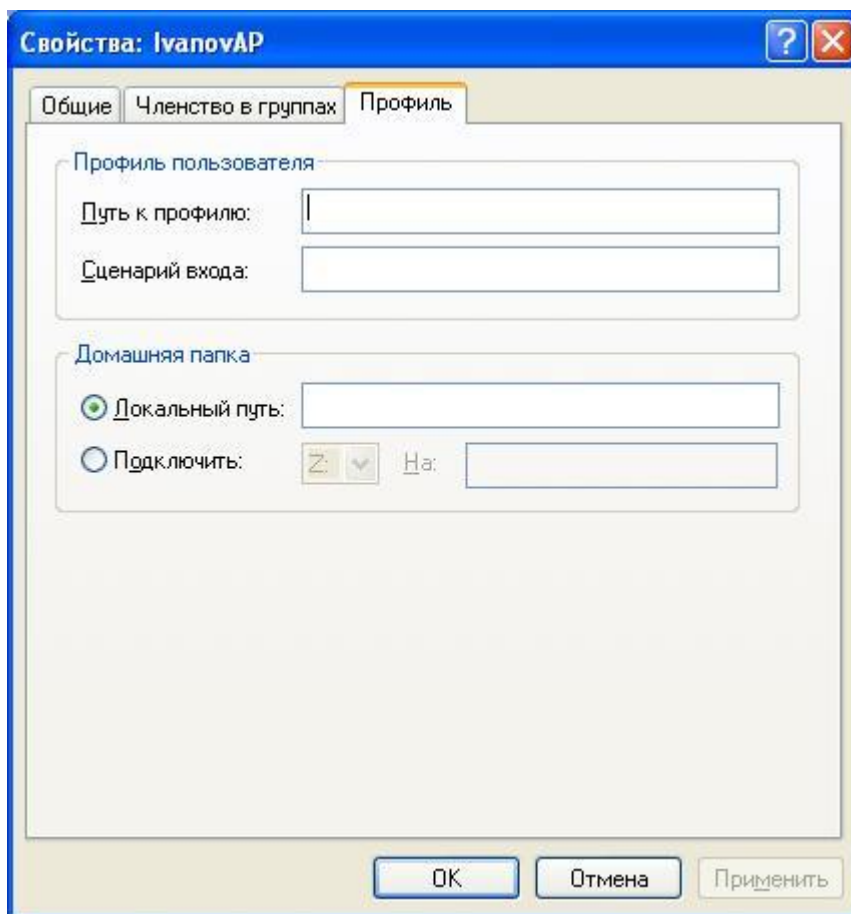 Свойства: IvanovAP
?
Общие Членство в группах Профиль
Профиль пользователя
Путь к профилю:
Сценарий входа:
Домашняя папка
Локальный путь:
Подключить: Z: На:
OK Отмена Применить